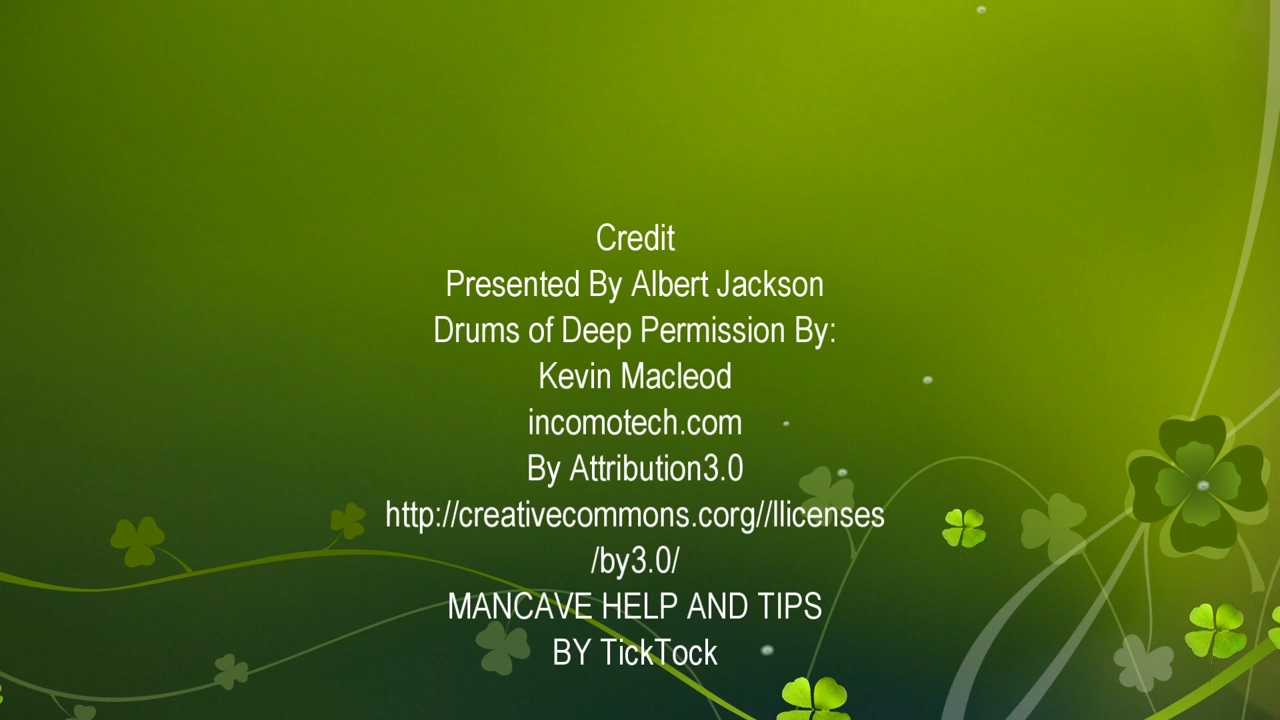 Credit
Presented By Albert Jackson
Drums of Deep Permission By:
Kevin Macleod
incomotech.com
By Attribution3.0
http://creativecommons.corg//llicenses
/by3.0/
MANCAVE HELP AND TIPS
BY TickTock